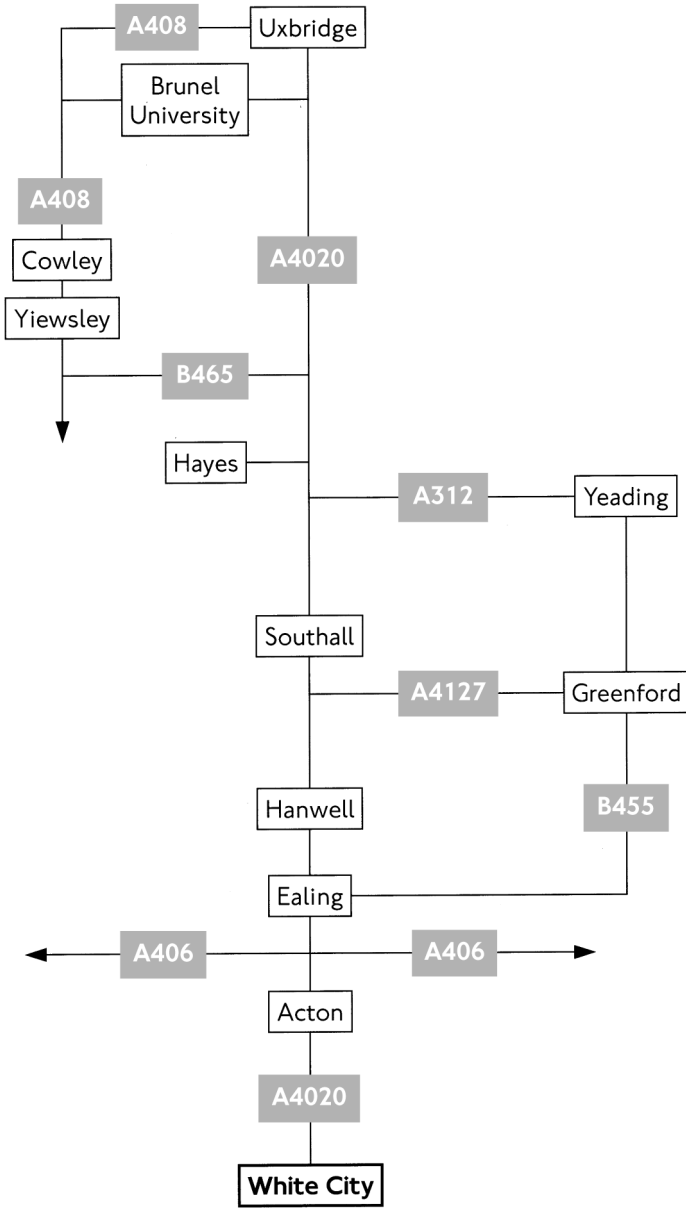 A408
Uxbridge
Brunel
University
A408
Cowley
A4020
Yiewsley
B465
Hayes
A312
Yeading
Southall
A4127
Greenford
Hanwell
B455
Ealing
A406
A406
Acton
A4020
White City